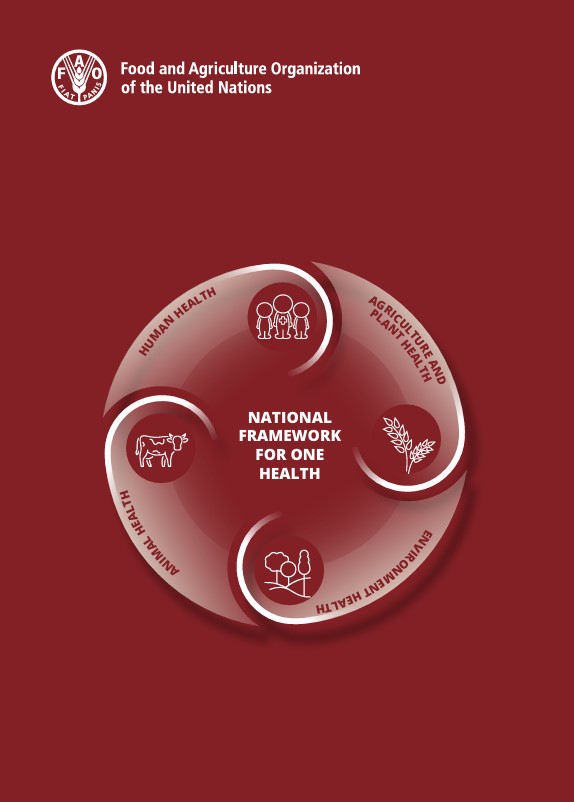 FAO
FIAT PANIS
Food and Agriculture Organization
of the United Nations
HUMAN HEALTH
AGRICULTURE AND
PLANT HEALTH
NATIONAL
FRAMEWORK
FOR ONE
HEALTH
ANIMAL HEALTH
ENVIRONMENT HEALTH